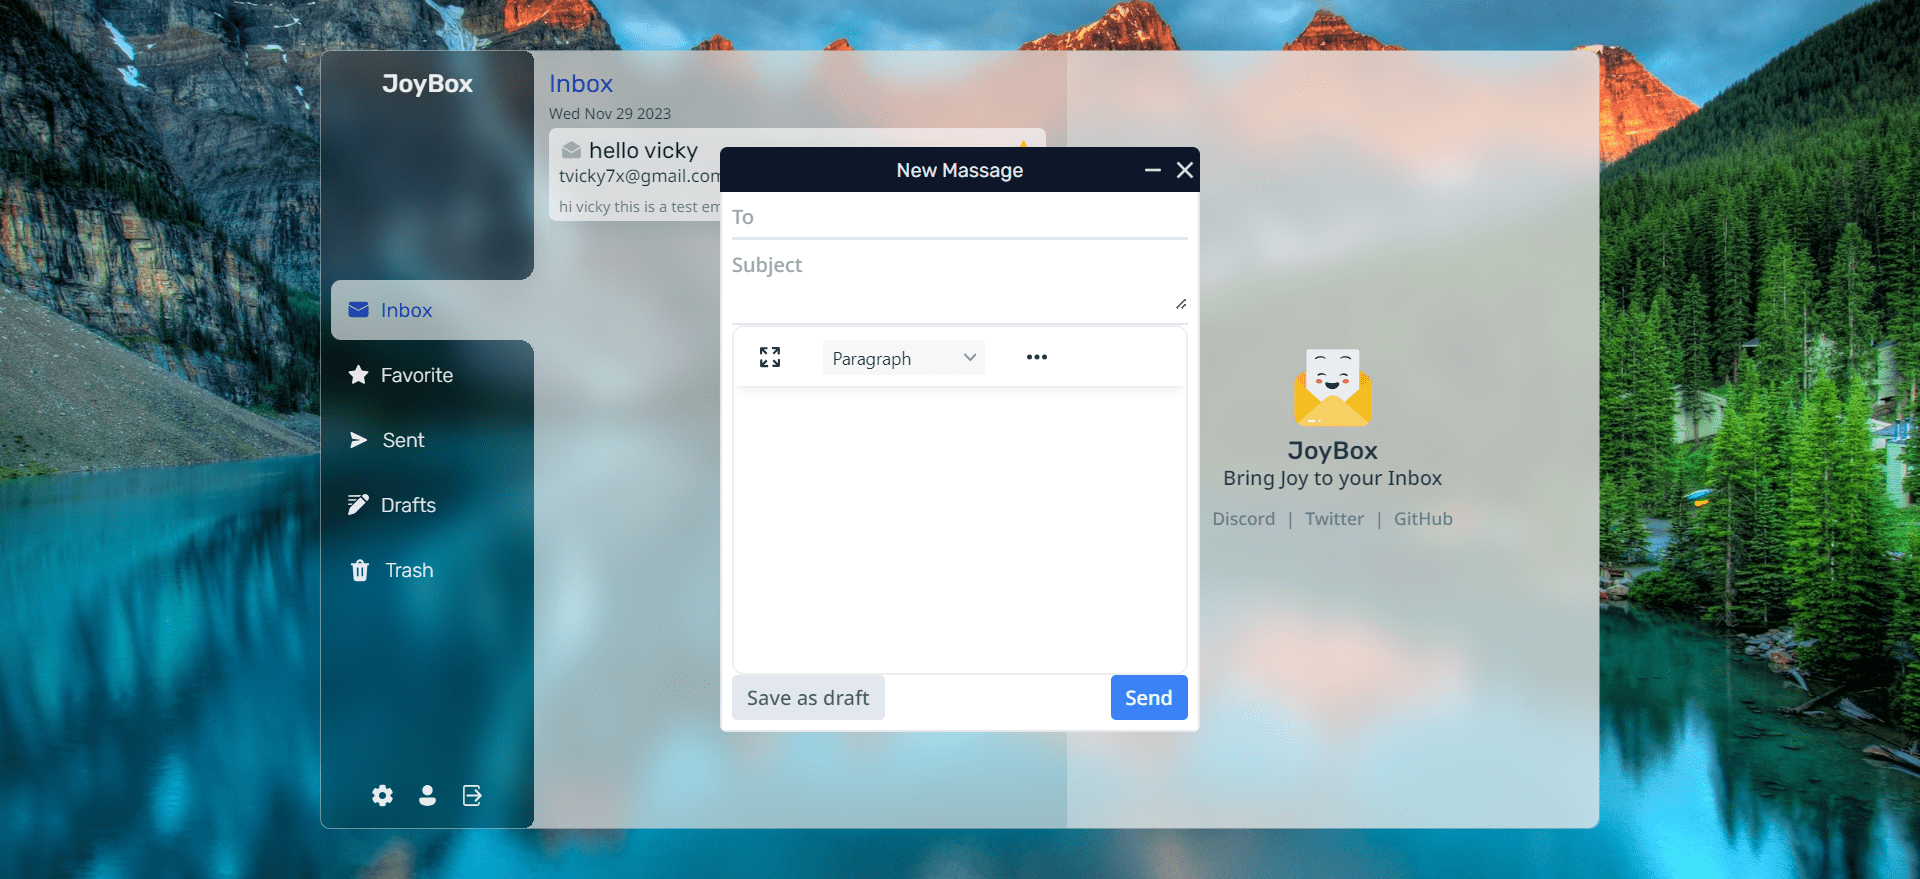 JoyBox
Inbox
Favorite
Sent
Drafts
Trash
Inbox
Wed Nov 29 2023
hello vicky
tvicky7x@gmail.com
hi vicky this is a test em
New Massage
To
Subject
Paragraph
Save as draft
Send
JoyBox
Bring Joy to your Inbox
Discord | Twitter | GitHub